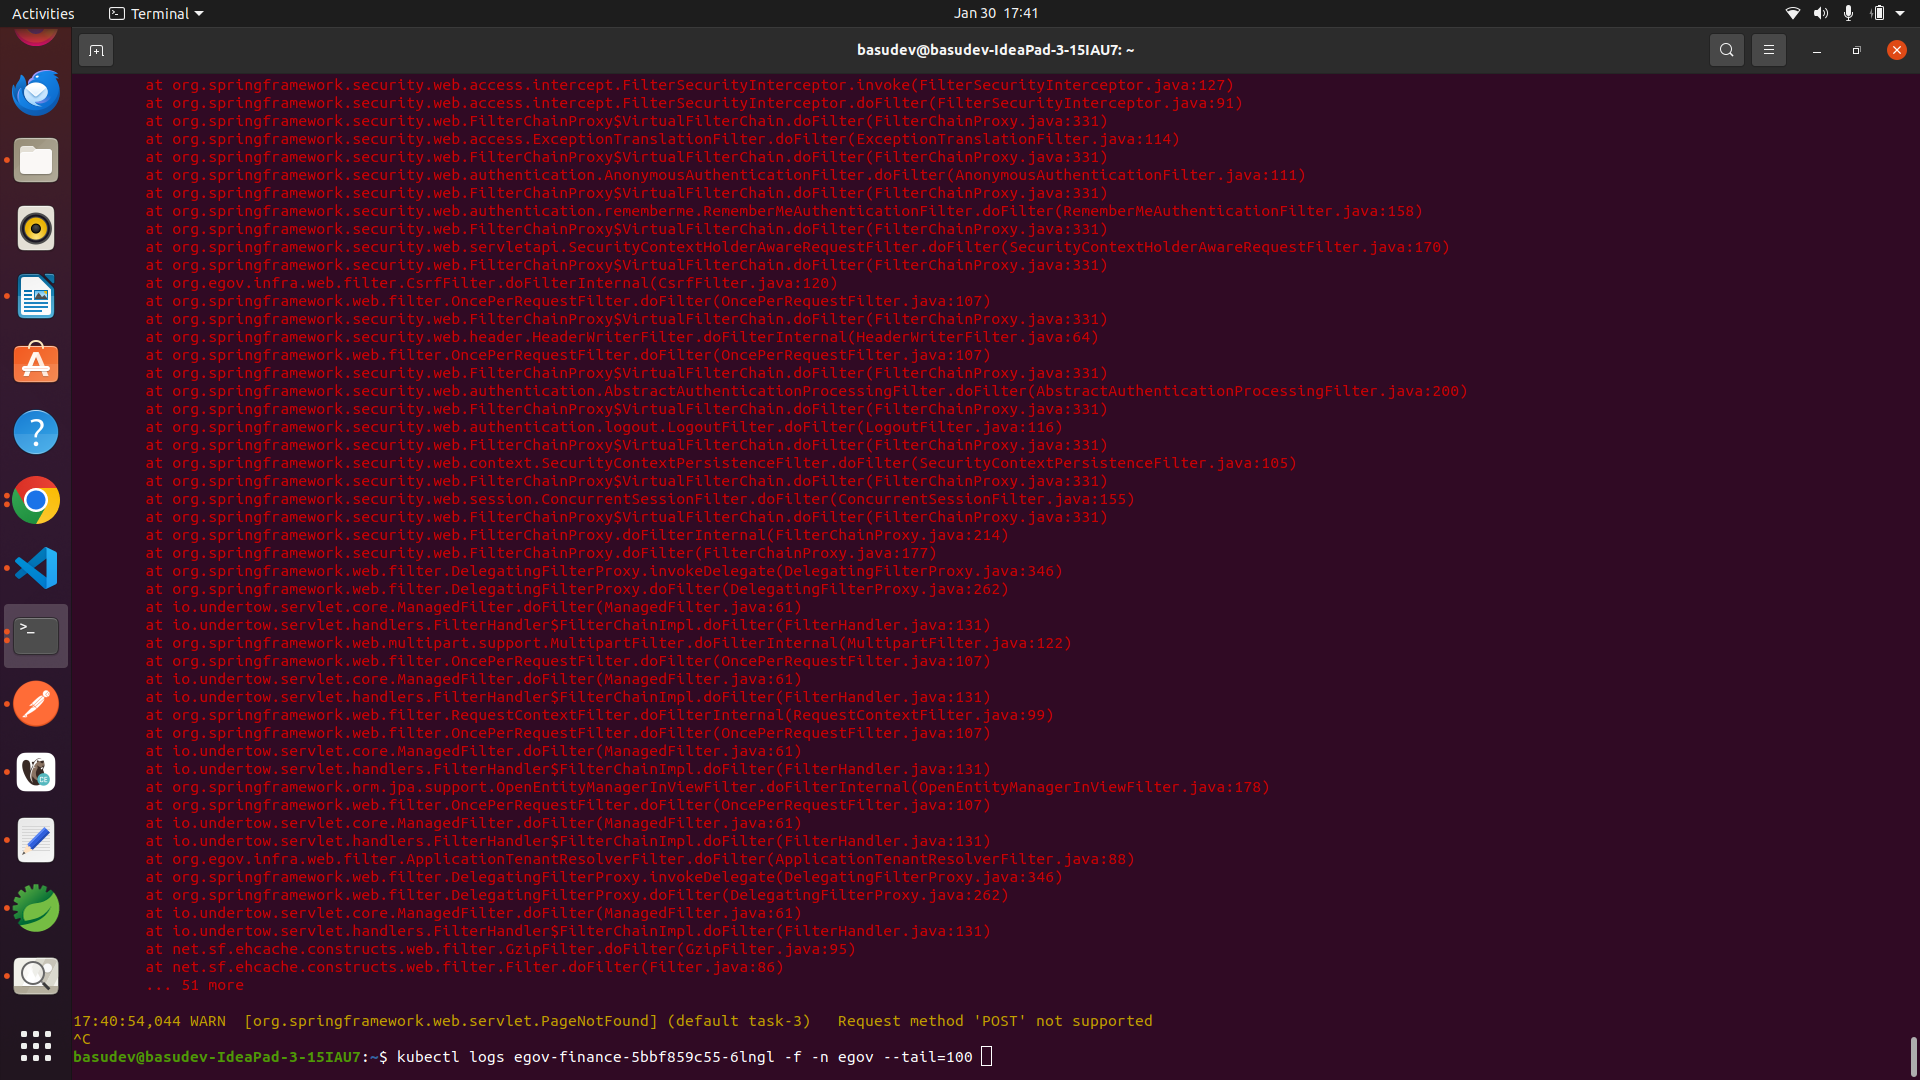 Activities
Terminal
Jan 30 17:41
basudev@basudev-IdeaPad-3-15IAU7: ~
at org.springframework.security.web.access.intercept.FilterSecurityInterceptor.invoke(FilterSecurityInterceptor.java:127)
at org.springframework.security.web.access.intercept.FilterSecurityInterceptor.doFilter(FilterSecurityInterceptor.java:91)
at org.springframework.security.web.FilterChainProxy$VirtualFilterChain.doFilter(FilterChainProxy.java:331)
at org.springframework.security.web.access.ExceptionTranslationFilter.doFilter(ExceptionTranslationFilter.java:114)
at org.springframework.security.web.FilterChainProxy$VirtualFilterChain.doFilter(FilterChainProxy.java:331)
at org.springframework.security.web.authentication.AnonymousAuthenticationFilter.doFilter(AnonymousAuthenticationFilter.java:111)
at org.springframework.security.web.FilterChainProxy$VirtualFilterChain.doFilter(FilterChainProxy.java:331)
at org.springframework.security.web.authentication.rememberme.RememberMeAuthenticationFilter.doFilter(RememberMeAuthenticationFilter.java:158)
at org.springframework.security.web.FilterChainProxy$VirtualFilterChain.doFilter(FilterChainProxy.java:331)
at org.springframework.security.web.servletapi.SecurityContextHolderAwareRequestFilter.doFilter(SecurityContextHolderAwareRequestFilter.java:170)
at org.springframework.security.web.FilterChainProxy$VirtualFilterChain.doFilter(FilterChainProxy.java:331)
at org.egov.infra.web.filter.CsrfFilter.doFilterInternal(CsrfFilter.java:120)
at org.springframework.web.filter.OncePerRequestFilter.doFilter(OncePerRequestFilter.java:107)
at org.springframework.security.web.FilterChainProxy$VirtualFilterChain.doFilter(FilterChainProxy.java:331)
at org.springframework.security.web.header.HeaderWriterFilter.doFilterInternal(HeaderWriterFilter.java:64)
at org.springframework.web.filter.OncePerRequestFilter.doFilter(OncePerRequestFilter.java:107)
at org.springframework.security.web.FilterChainProxy$VirtualFilterChain.doFilter(FilterChainProxy.java:331)
at org.springframework.security.web.authentication.AbstractAuthenticationProcessingFilter.doFilter(AbstractAuthenticationProcessingFilter.java:200)
at org.springframework.security.web.FilterChainProxy$VirtualFilterChain.doFilter(FilterChainProxy.java:331)
at org.springframework.security.web.authentication.logout.LogoutFilter.doFilter(LogoutFilter.java:116)
at org.springframework.security.web.FilterChainProxy$VirtualFilterChain.doFilter(FilterChainProxy.java:331)
at org.springframework.security.web.context.SecurityContextPersistenceFilter.doFilter(SecurityContextPersistenceFilter.java:105)
at org.springframework.security.web.FilterChainProxy$VirtualFilterChain.doFilter(FilterChainProxy.java:331)
at org.springframework.security.web.session.ConcurrentSessionFilter.doFilter(ConcurrentSessionFilter.java:155)
at org.springframework.security.web.FilterChainProxy$VirtualFilterChain.doFilter(FilterChainProxy.java:331)
at org.springframework.security.web.FilterChainProxy.doFilterInternal(FilterChainProxy.java:214)
at org.springframework.security.web.FilterChainProxy.doFilter(FilterChainProxy.java:177)
at org.springframework.web.filter.DelegatingFilterProxy.invokeDelegate(DelegatingFilterProxy.java:346)
at org.springframework.web.filter.DelegatingFilterProxy.doFilter(DelegatingFilterProxy.java:262)
at io.undertow.servlet.core.ManagedFilter.doFilter(ManagedFilter.java:61)
at io.undertow.servlet.handlers.FilterHandler$FilterChainImpl.doFilter(FilterHandler.java:131)
at org.springframework.web.multipart.support.MultipartFilter.doFilterInternal(MultipartFilter.java:122)
at org.springframework.web.filter.OncePerRequestFilter.doFilter(OncePerRequestFilter.java:107)
at io.undertow.servlet.core.ManagedFilter.doFilter(ManagedFilter.java:61)
at io.undertow.servlet.handlers.FilterHandler$FilterChainImpl.doFilter(FilterHandler.java:131)
at org.springframework.web.filter.RequestContextFilter.doFilterInternal(RequestContextFilter.java:99)
at org.springframework.web.filter.OncePerRequestFilter.doFilter(OncePerRequestFilter.java:107)
at io.undertow.servlet.core.ManagedFilter.doFilter(ManagedFilter.java:61)
at io.undertow.servlet.handlers.FilterHandler$FilterChainImpl.doFilter(FilterHandler.java:131)
at org.springframework.orm.jpa.support.OpenEntityManagerInViewFilter.doFilterInternal(OpenEntityManagerInViewFilter.java:178)
at org.springframework.web.filter.OncePerRequestFilter.doFilter(OncePerRequestFilter.java:107)
at io.undertow.servlet.core.ManagedFilter.doFilter(ManagedFilter.java:61)
at io.undertow.servlet.handlers.FilterHandler$FilterChainImpl.doFilter(FilterHandler.java:131)
at org.egov.infra.web.filter.ApplicationTenantResolverFilter.doFilter(ApplicationTenantResolverFilter.java:88)
at org.springframework.web.filter.DelegatingFilterProxy.invokeDelegate(DelegatingFilterProxy.java:346)
at org.springframework.web.filter.DelegatingFilterProxy.doFilter(DelegatingFilterProxy.java:262)
at io.undertow.servlet.core.ManagedFilter.doFilter(ManagedFilter.java:61)
at io.undertow.servlet.handlers.FilterHandler$FilterChainImpl.doFilter(FilterHandler.java:131)
at net.sf.ehcache.constructs.web.filter.GzipFilter.doFilter(GzipFilter.java:95)
at net.sf.ehcache.constructs.web.filter.Filter.doFilter(Filter.java:86)
... 51 more
17:40:54,044 WARN  [org.springframework.web.servlet.PageNotFound] (default task-3)   Request method 'POST' not supported
^C
basudev@basudev-IdeaPad-3-15IAU7:~$ kubectl logs egov-finance-5bbf859c55-6lngl -f -n egov --tail=100